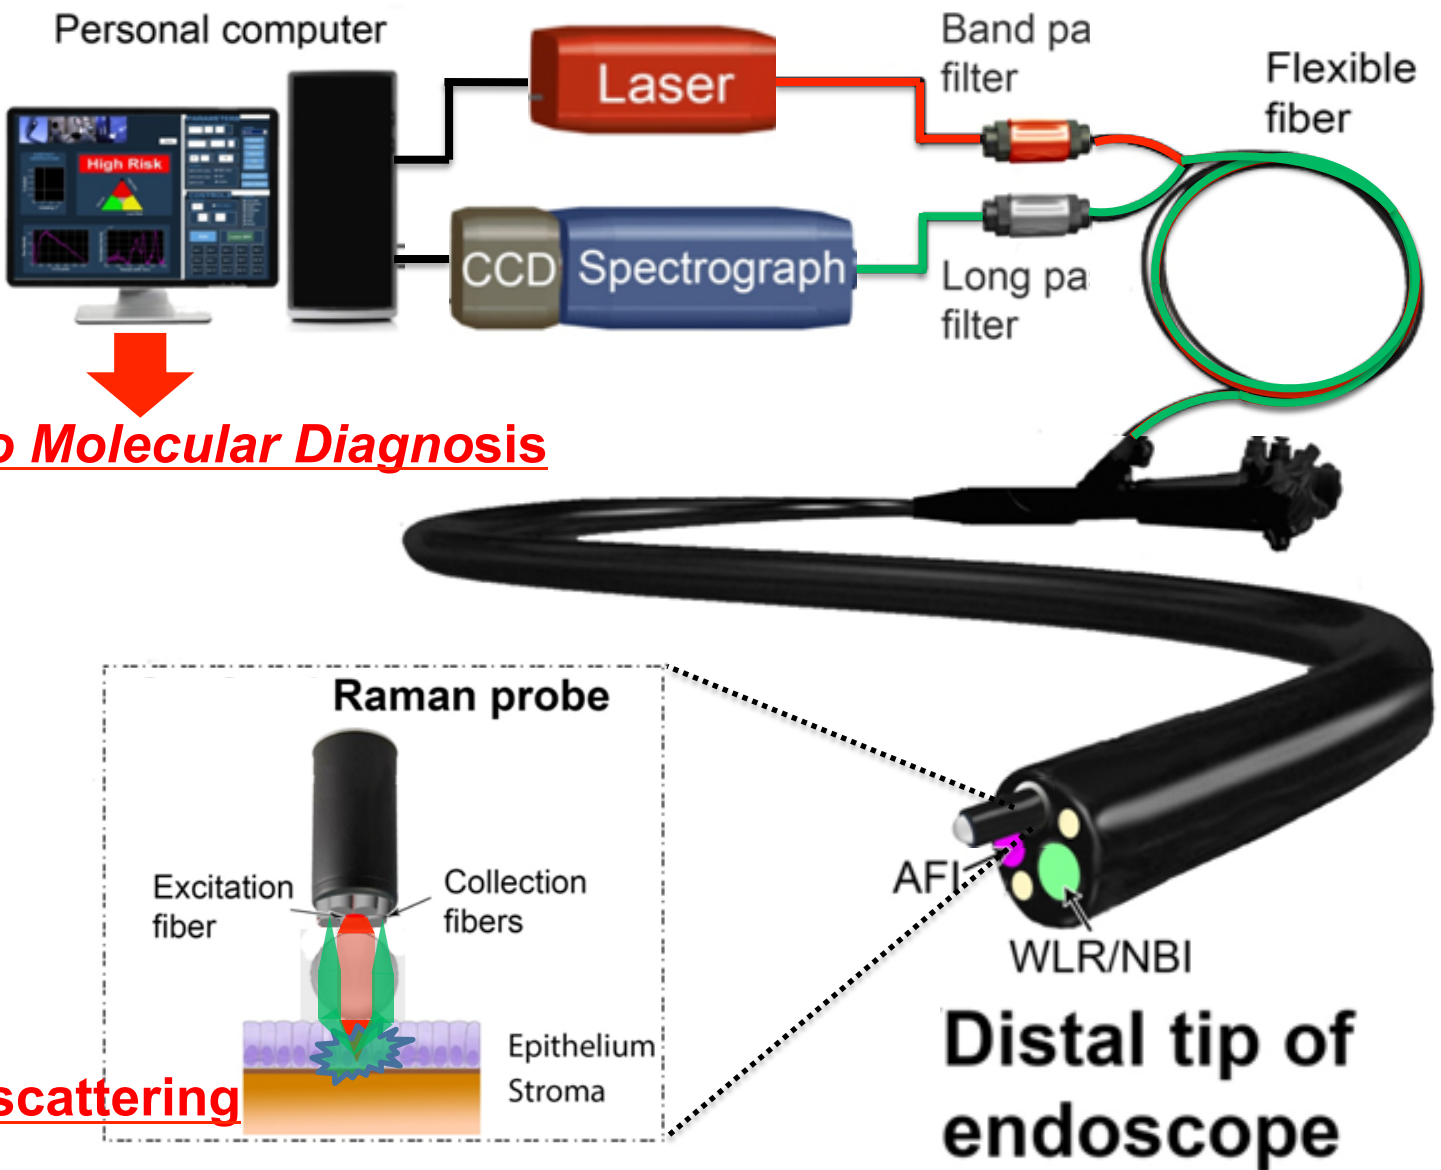 Personal computer
Laser
Band pa
filter
Flexible
fiber
High Risk
CCD
Spectrograph
Long pa
filter
o Molecular Diagnosis
Raman probe
Excitation
fiber
Collection
fibers
Epithelium
Stroma
scattering
AFI
WLR/NBI
Distal tip of
endoscope